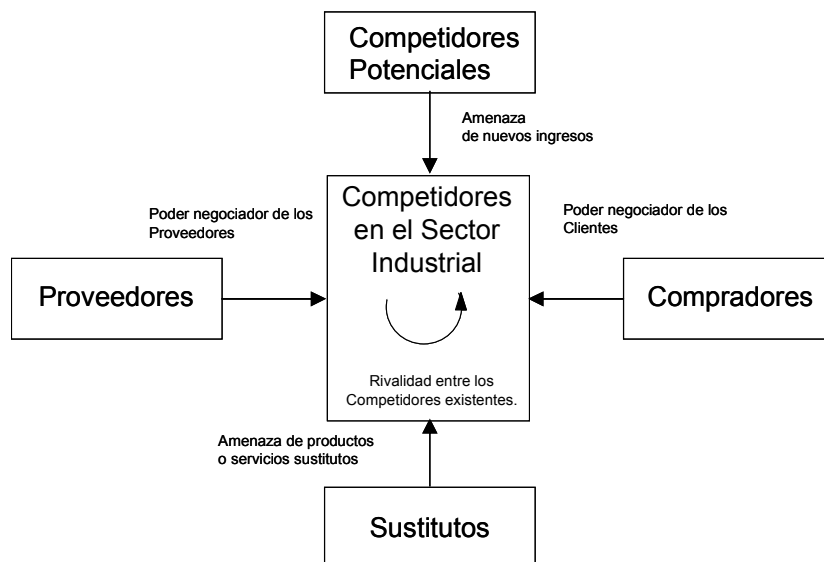 Competidores
Potenciales
Amenaza
de nuevos ingresos
Competidores
en el Sector
Industrial
Poder negociador de los
Proveedores
Poder negociador de los
Clientes
Proveedores
Compradores
Rivalidad entre los
Competidores existentes.
Amenaza de productos
o servicios sustitutos
Sustitutos